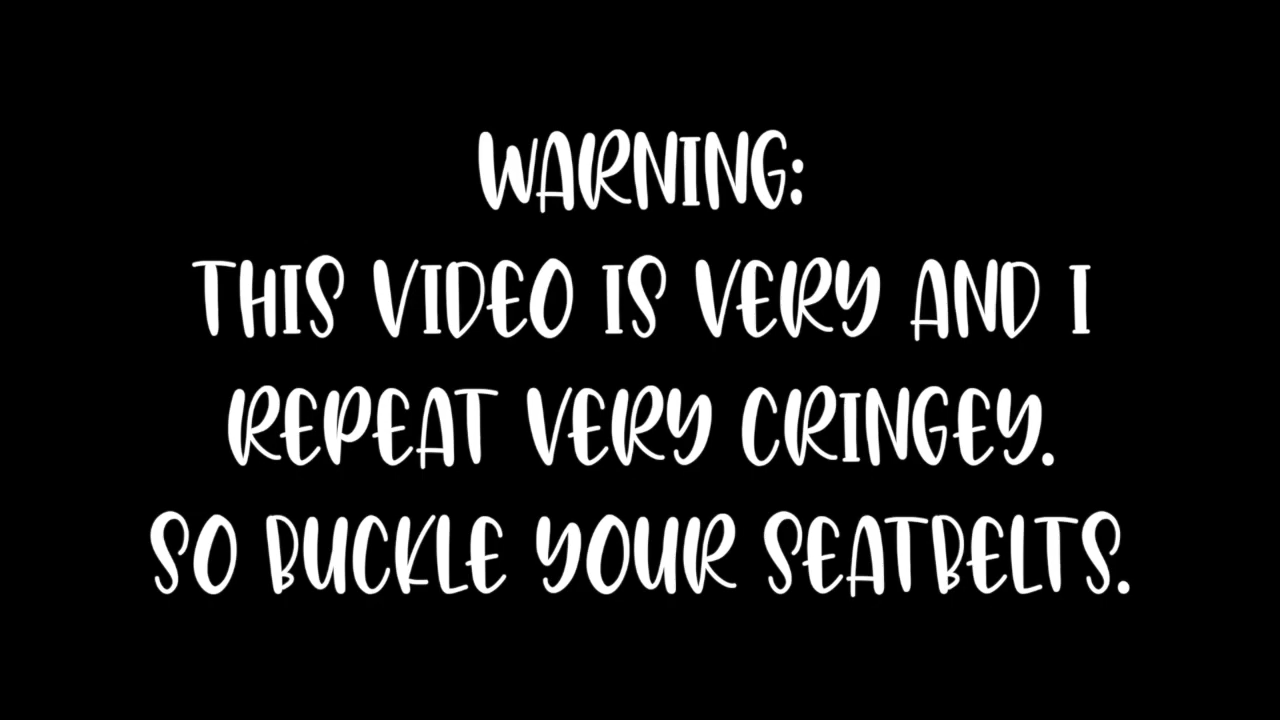 WARNING:
THIS VIDEO IS VERY AND I
REPEAT VERY CRINGEY.
SO BUCKLE YOUR SEATBELTS.